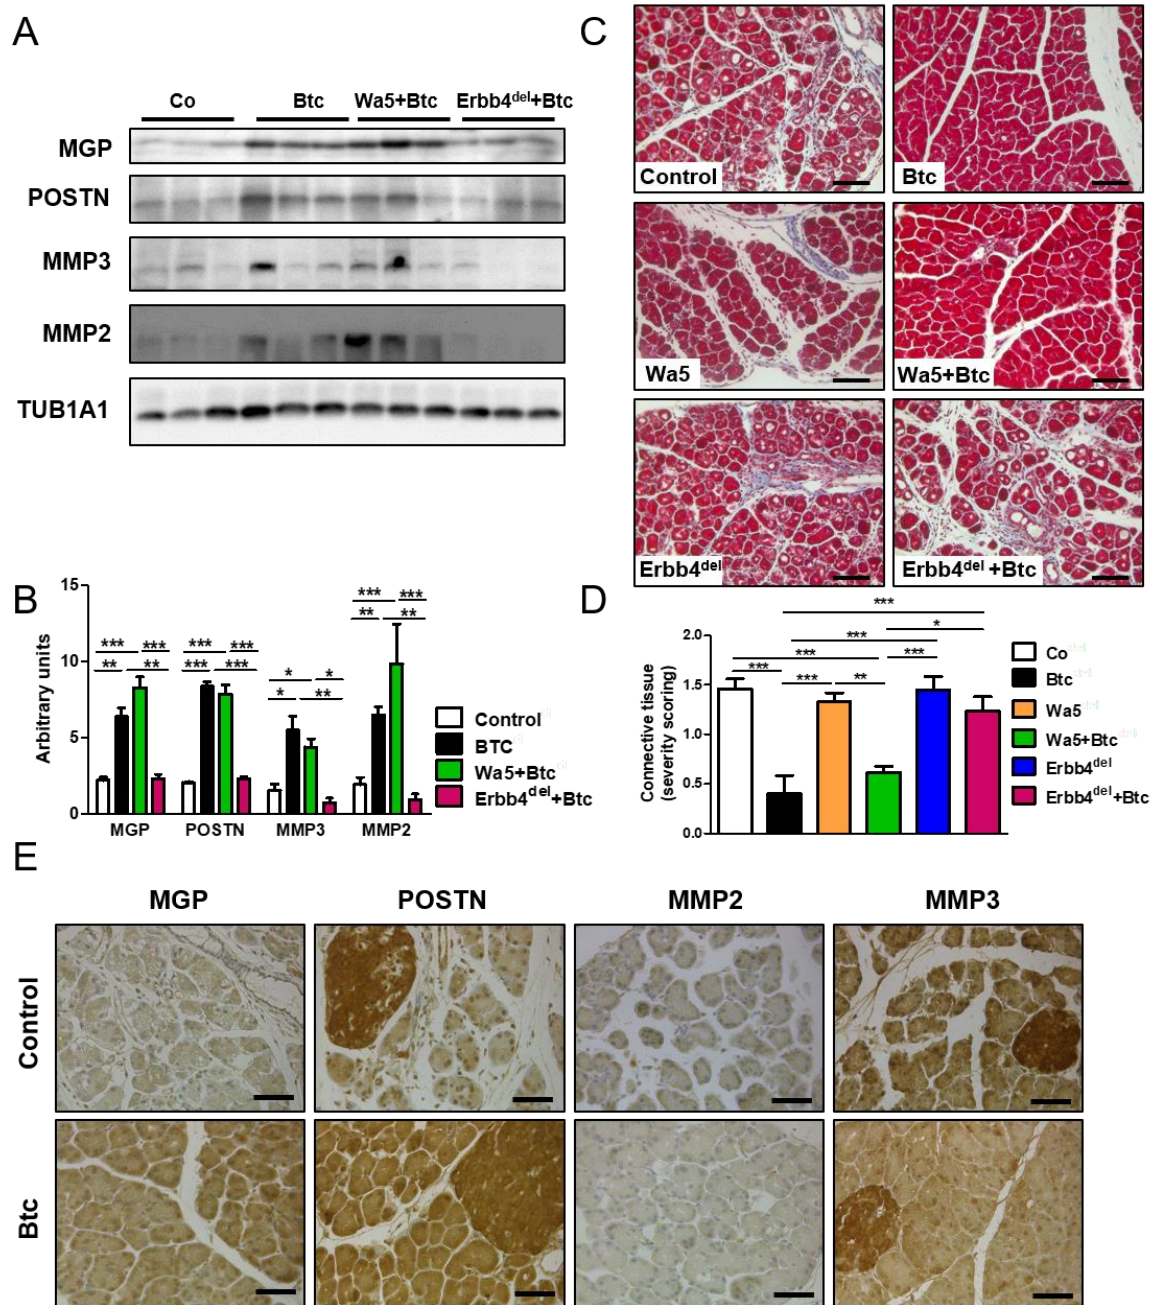 A
Co Btc Wa5+Btc Erbb4del+Btc
MGP
POSTN
MMP3
MMP2
TUB1A1
B
15
10
5
0
Arbitrary units
*** *** *** *** *** ***
** ** *** *** * * ** **
* **
MGP POSTN MMP3 MMP2
Control
BTC
Wa5+Btc
Erbb4del+Btc
C
Control
Btc
Wa5
Wa5+Btc
Erbb4del
Erbb4del+Btc
D
2.0
1.5
1.0
0.5
0.0
Connective tissue
(severity scoring)
***
*
***
*** ***
***
*** **
Co
Btc
Wa5
Wa5+Btc
Erbb4del
Erbb4del+Btc
E
MGP POSTN MMP2 MMP3
Control
Btc